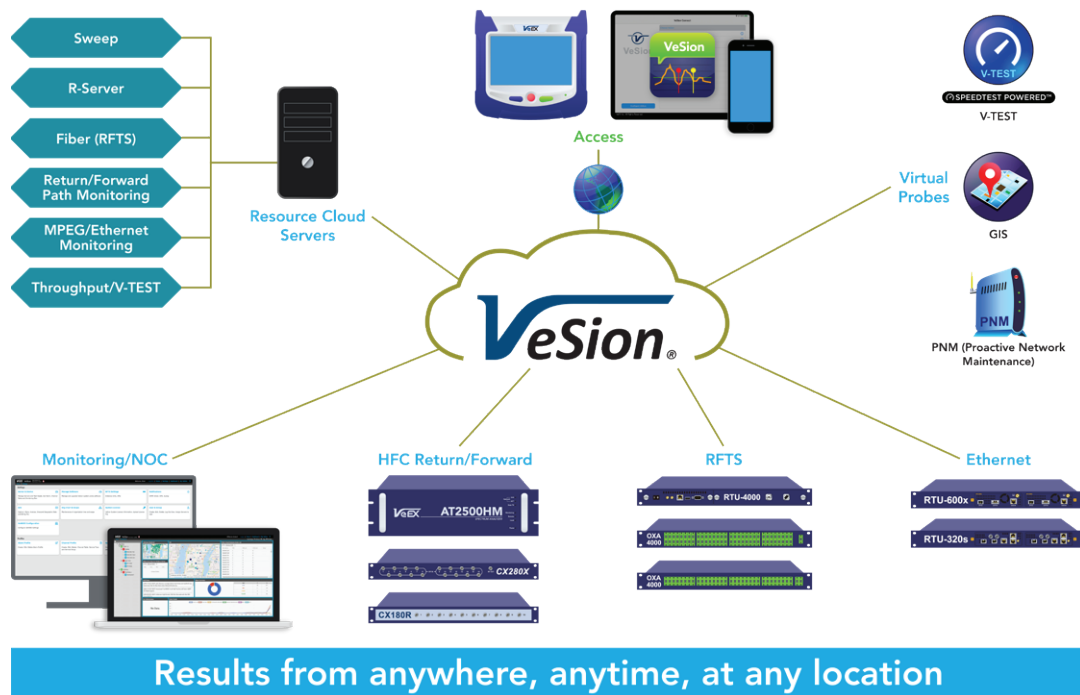 Sweep
R-Server
Fiber (RFTS)
Return/Forward
Path Monitoring
MPEG/Ethernet
Monitoring
Throughput/V-TEST
Resource Cloud
Servers
VeEX
VeSion
VeSion
Access
V-TEST
SPEEDTEST POWERED™
V-TEST
Virtual
Probes
GIS
PNM
PNM (Proactive Network
Maintenance)
VeSion®
Monitoring/NOC
HFC Return/Forward
VeEX
AT2500HM
CX280X
CX180R
RFTS
RTU-4000
OXA
4000
OXA
4000
Ethernet
RTU-600x
RTU-320s
Results from anywhere, anytime, at any location